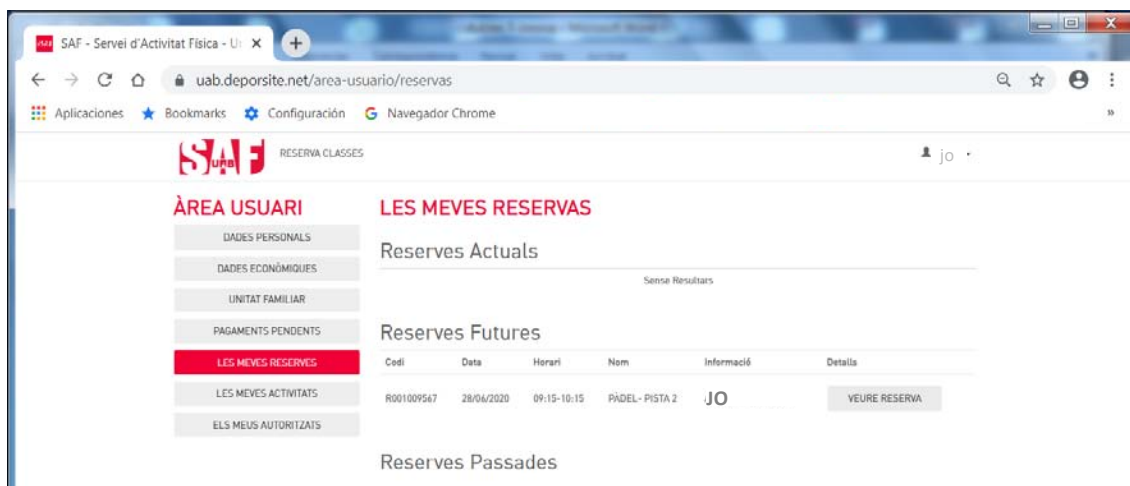 SAF - Servei d'Activitat Física - Un
uab.deporsite.net/area-usuario/reservas
Aplicaciones Bookmarks Configuración Navegador Chrome
SAF UAB RESERVA CLASSES jo
ÀREA USUARI
DADES PERSONALS
DADES ECONÒMIQUES
UNITAT FAMILIAR
PAGAMENTS PENDENTS
LES MEVES RESERVES
LES MEVES ACTIVITATS
ELS MEUS AUTORITZATS
LES MEVES RESERVAS
Reserves Actuals
Sense Resultats
Reserves Futures
Codi Data Horari Nom Informació Detalls
R001009567 28/06/2020 09:15-10:15 PÀDEL- PISTA 2 JO VEURE RESERVA
Reserves Passades